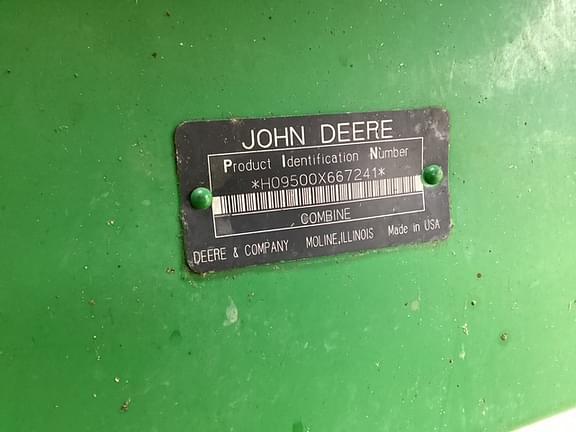 JOHN DEERE
Product Identification Number
*H09500X667241*
COMBINE
DEERE & COMPANY MOLINE,ILLINOIS Made in USA